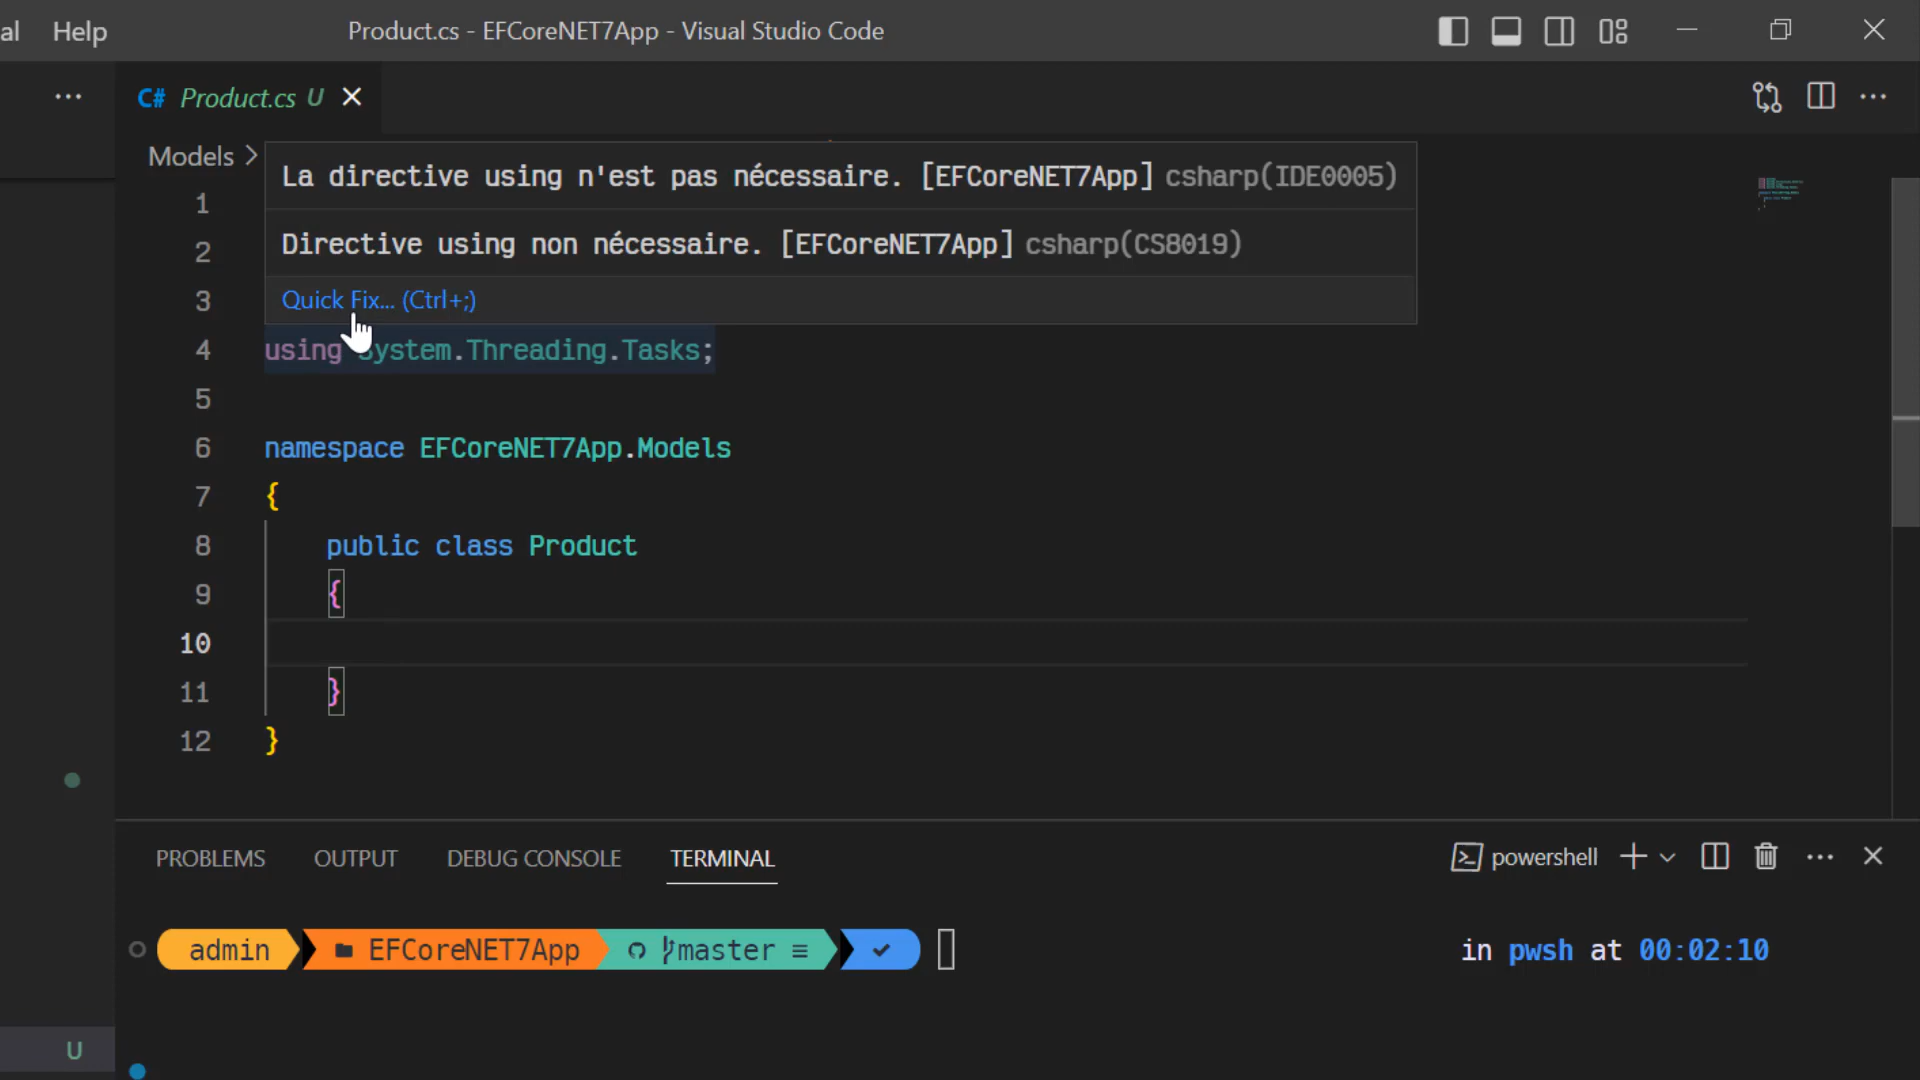 al Help Product.cs - EFCoreNET7App - Visual Studio Code
C# Product.cs U
Models >
La directive using n'est pas nécessaire. [EFCoreNET7App] csharp(IDE0005)
1
Directive using non nécessaire. [EFCoreNET7App] csharp(CS8019)
2
Quick Fix... (Ctrl+;)
3
4 using System.Threading.Tasks;
5
6 namespace EFCoreNET7App.Models
7 {
8 public class Product
9 {
10
11 }
12 }
PROBLEMS OUTPUT DEBUG CONSOLE TERMINAL powershell
admin EFCoreNET7App master ≡ in pwsh at 00:02:10
U